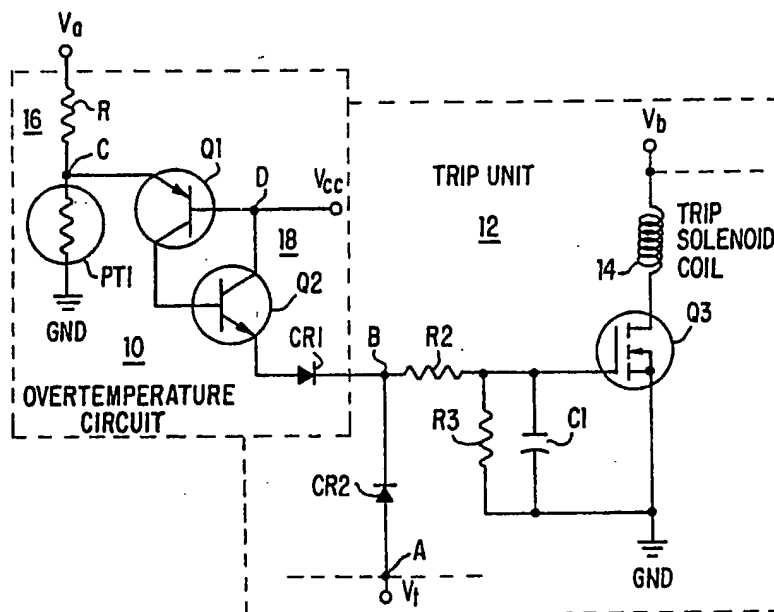 Va
16
R
C
Q1
D
Vcc
18
PT1
GND
Q2
10
OVERTEMPERATURE
CIRCUIT
CR1
B
R2
TRIP UNIT
12
Vb
TRIP
SOLENOID
COIL
14
Q3
R3
C1
CR2
A
Vt
GND